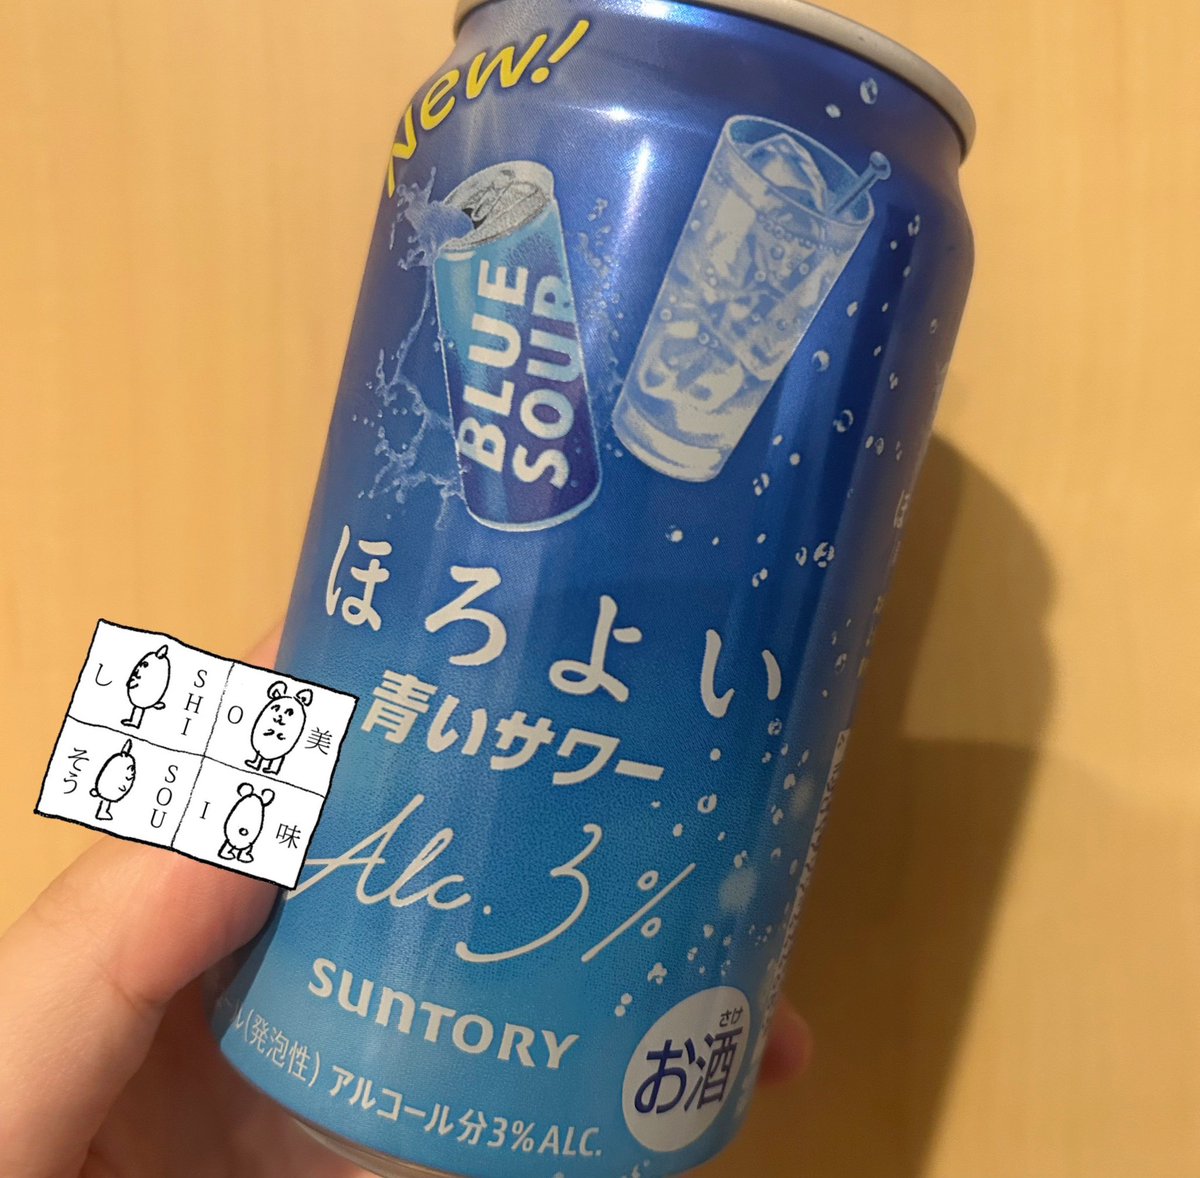 New!
BLUE
SOUR
ほろよい
青いサワー
Alc.3%
SUNTORY
ール(発泡性) アルコール分3%ALC.
さけ
お酒
し SHI
O 美
そう SOU
I 味